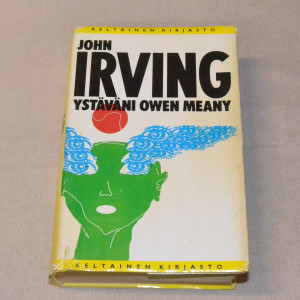 KELTAINEN KIRJASTO
JOHN
IRVING
YSTÄVÄNI OWEN MEANY
KELTAINEN KIRJASTO